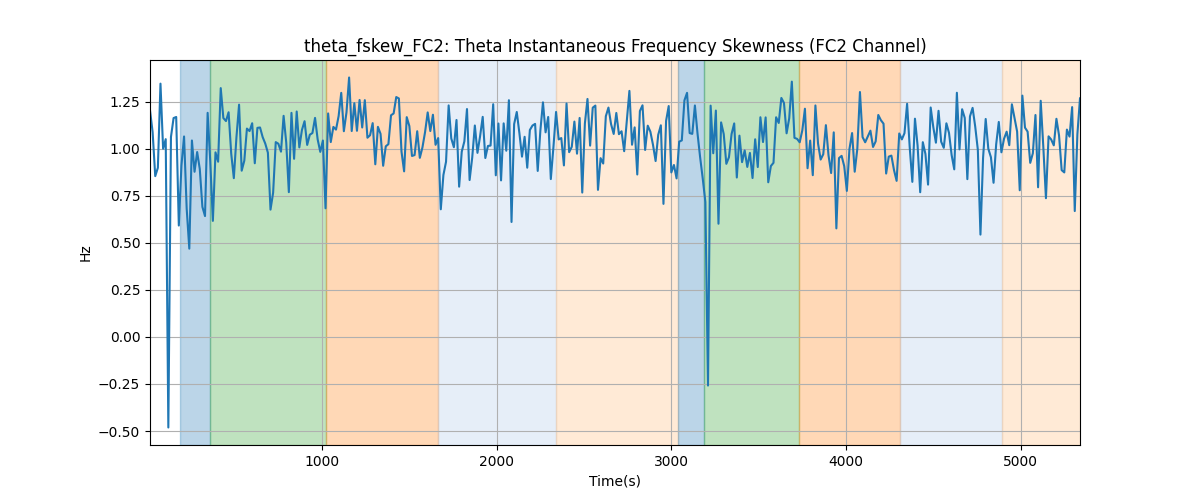 theta_fskew_FC2: Theta Instantaneous Frequency Skewness (FC2 Channel)
1.25
1.00
0.75
0.50
0.25
0.00
−0.25
−0.50
Hz
1000 2000 3000 4000 5000
Time(s)